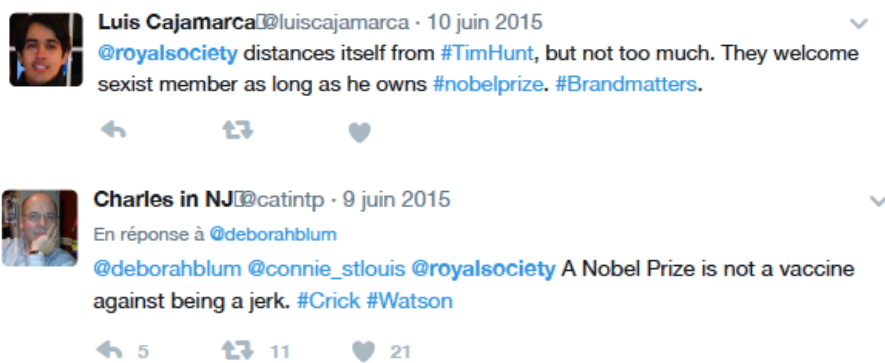 Luis Cajamarca @luiscajamarca · 10 juin 2015
@royalsociety distances itself from #TimHunt, but not too much. They welcome
sexist member as long as he owns #nobelprize. #Brandmatters.
Charles in NJ @catintp · 9 juin 2015
En réponse à @deborahblum
@deborahblum @connie_stlouis @royalsociety A Nobel Prize is not a vaccine
against being a jerk. #Crick #Watson
5 11 21